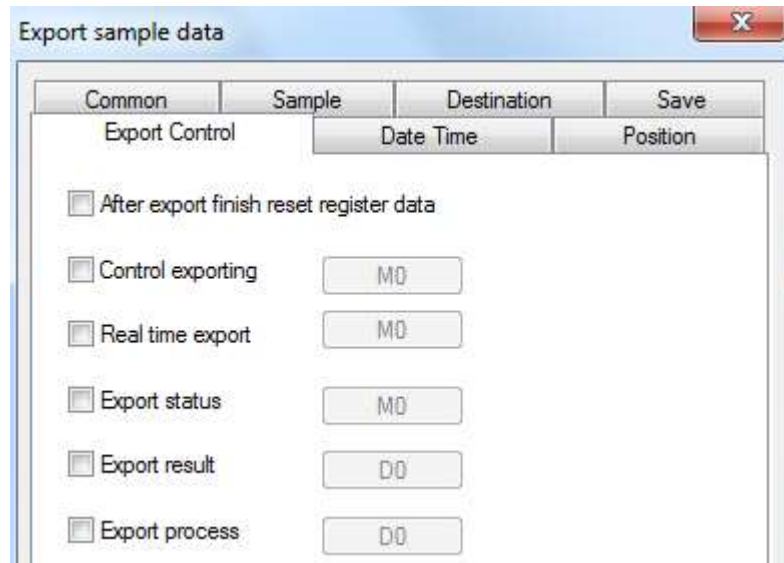 Export sample data
Common Sample Destination Save
Export Control Date Time Position
After export finish reset register data
Control exporting M0
Real time export M0
Export status M0
Export result D0
Export process D0